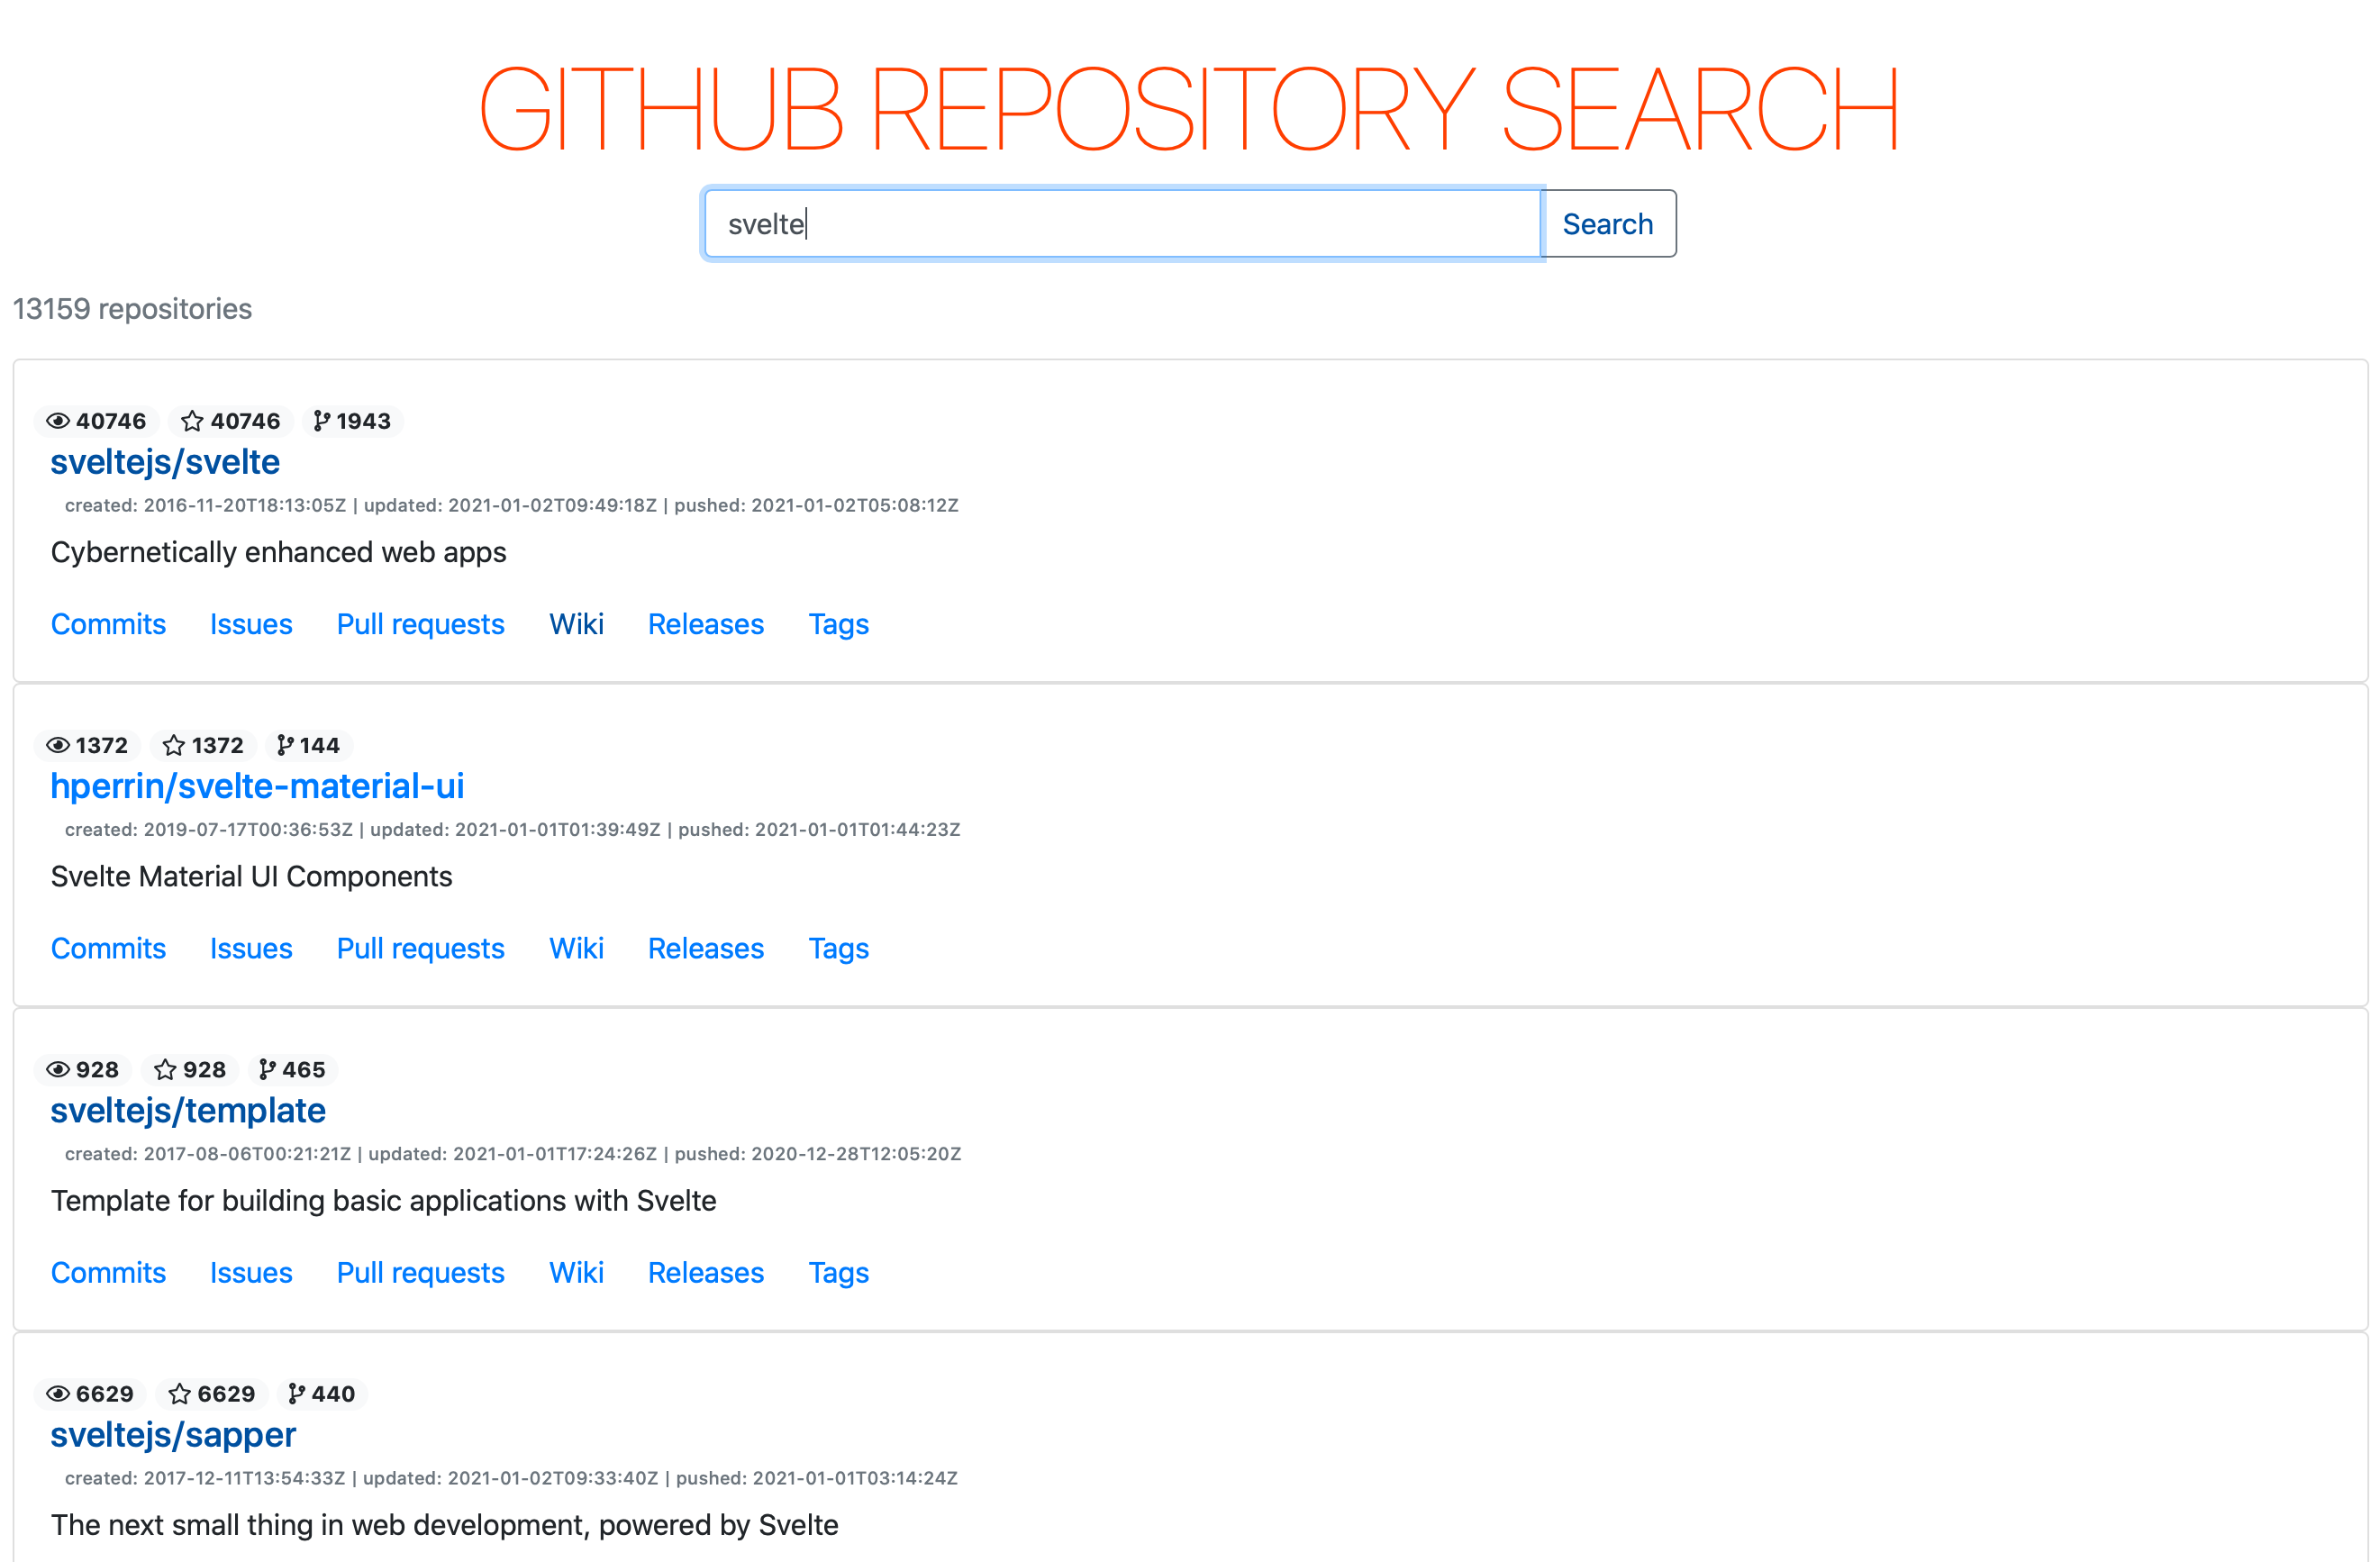 GITHUB REPOSITORY SEARCH
svelte Search
13159 repositories
40746 40746 1943
sveltejs/svelte
created: 2016-11-20T18:13:05Z | updated: 2021-01-02T09:49:18Z | pushed: 2021-01-02T05:08:12Z
Cybernetically enhanced web apps
Commits Issues Pull requests Wiki Releases Tags
1372 1372 144
hperrin/svelte-material-ui
created: 2019-07-17T00:36:53Z | updated: 2021-01-01T01:39:49Z | pushed: 2021-01-01T01:44:23Z
Svelte Material UI Components
Commits Issues Pull requests Wiki Releases Tags
928 928 465
sveltejs/template
created: 2017-08-06T00:21:21Z | updated: 2021-01-01T17:24:26Z | pushed: 2020-12-28T12:05:20Z
Template for building basic applications with Svelte
Commits Issues Pull requests Wiki Releases Tags
6629 6629 440
sveltejs/sapper
created: 2017-12-11T13:54:33Z | updated: 2021-01-02T09:33:40Z | pushed: 2021-01-01T03:14:24Z
The next small thing in web development, powered by Svelte